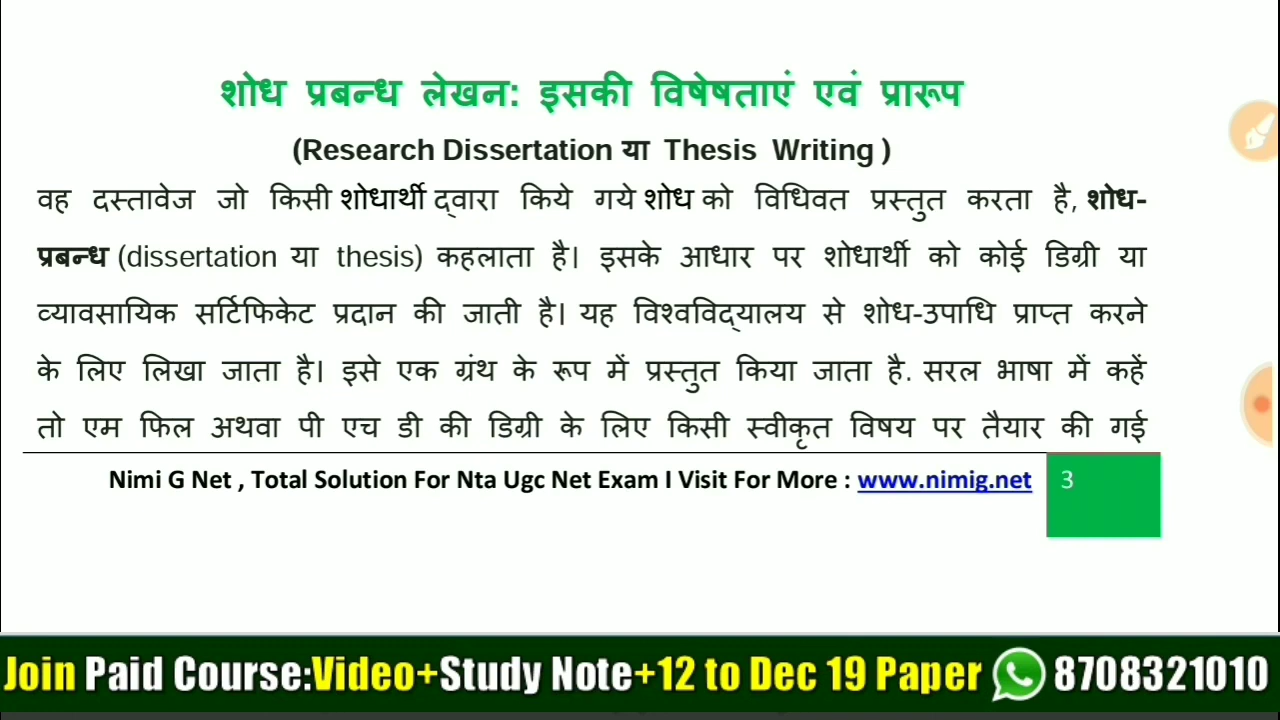 शोध प्रबन्ध लेखन: इसकी विषेषताएं एवं प्रारूप
(Research Dissertation या Thesis Writing )
वह दस्तावेज जो किसी शोधार्थी द्वारा किये गये शोध को विधिवत प्रस्तुत करता है, शोध-
प्रबन्ध (dissertation या thesis) कहलाता है। इसके आधार पर शोधार्थी को कोई डिग्री या
व्यावसायिक सर्टिफिकेट प्रदान की जाती है। यह विश्वविद्यालय से शोध-उपाधि प्राप्त करने
के लिए लिखा जाता है। इसे एक ग्रंथ के रूप में प्रस्तुत किया जाता है. सरल भाषा में कहें
तो एम फिल अथवा पी एच डी की डिग्री के लिए किसी स्वीकृत विषय पर तैयार की गई
Nimi G Net , Total Solution For Nta Ugc Net Exam I Visit For More : www.nimig.net 3
Join Paid Course:Video+Study Note+12 to Dec 19 Paper 8708321010